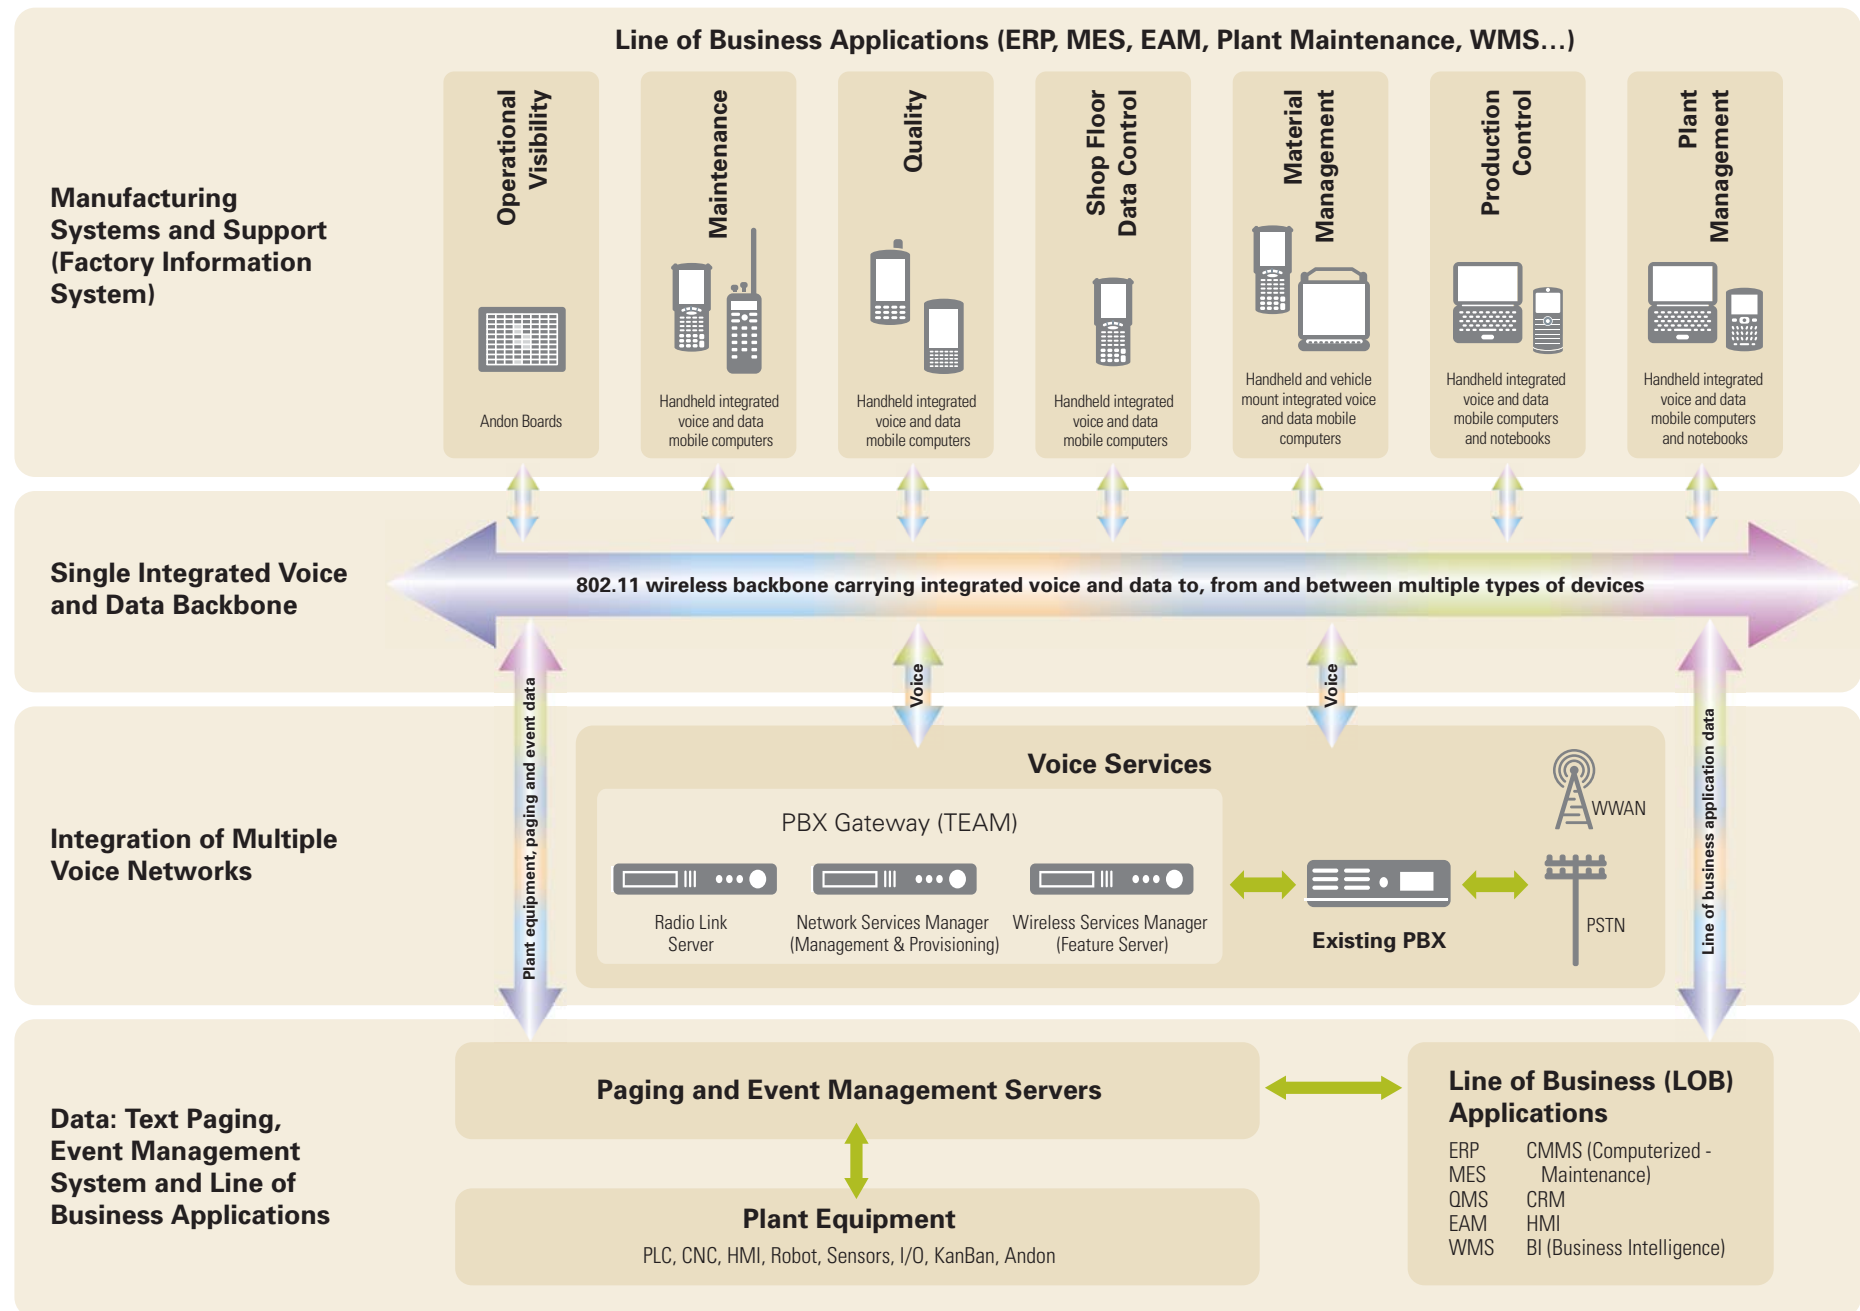 Line of Business Applications (ERP, MES, EAM, Plant Maintenance, WMS...)
Manufacturing
Systems and Support
(Factory Information
System)
Operational
Visibility
Andon Boards
Maintenance
Handheld integrated
voice and data
mobile computers
Quality
Handheld integrated
voice and data
mobile computers
Shop Floor
Data Control
Handheld integrated
voice and data
mobile computers
Material
Management
Handheld and vehicle
mount integrated voice
and data mobile
computers
Production
Control
Handheld integrated
voice and data
mobile computers
and notebooks
Plant
Management
Handheld integrated
voice and data
mobile computers
and notebooks
Single Integrated Voice
and Data Backbone
802.11 wireless backbone carrying integrated voice and data to, from and between multiple types of devices
Plant equipment, paging and event data
Voice
Voice
Line of business application data
Integration of Multiple
Voice Networks
Voice Services
PBX Gateway (TEAM)
Radio Link
Server
Network Services Manager
(Management & Provisioning)
Wireless Services Manager
(Feature Server)
Existing PBX
WWAN
PSTN
Data: Text Paging,
Event Management
System and Line of
Business Applications
Paging and Event Management Servers
Plant Equipment
PLC, CNC, HMI, Robot, Sensors, I/O, KanBan, Andon
Line of Business (LOB)
Applications
ERP
MES
QMS
EAM
WMS
CMMS (Computerized -
Maintenance)
CRM
HMI
BI (Business Intelligence)